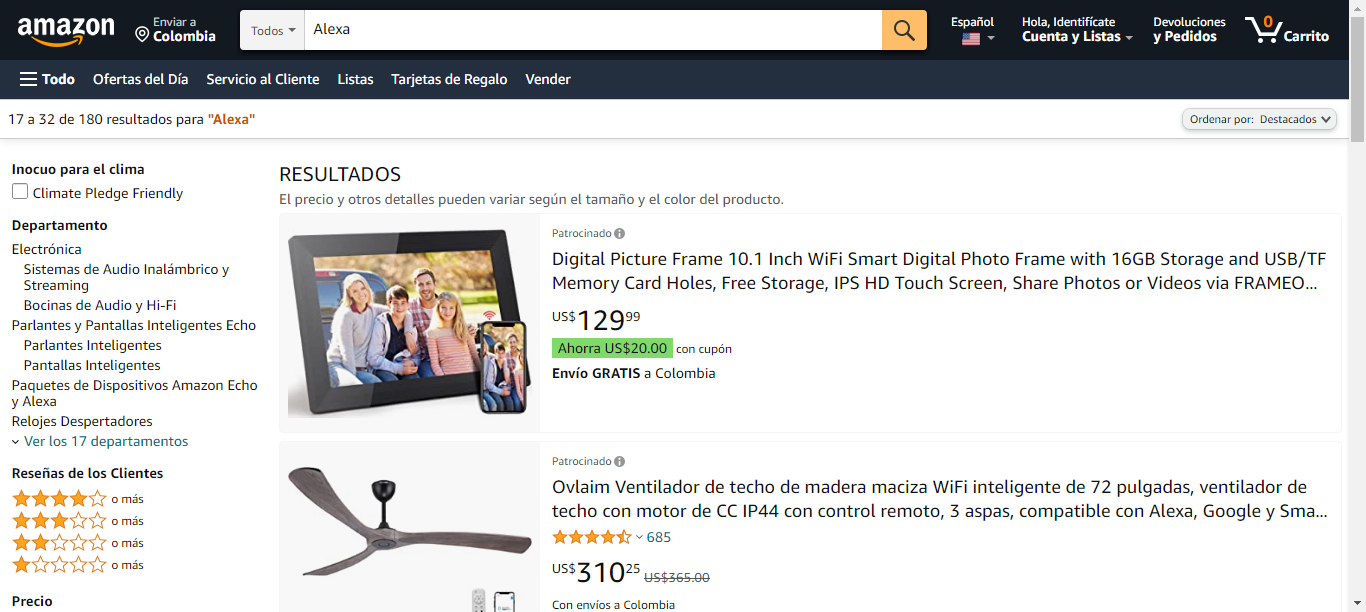 amazon
Enviar a
Colombia
Todos
Alexa
Español
Hola, Identifícate
Cuenta y Listas
Devoluciones
y Pedidos
0
Carrito
Todo
Ofertas del Día
Servicio al Cliente
Listas
Tarjetas de Regalo
Vender
17 a 32 de 180 resultados para "Alexa"
Ordenar por: Destacados
Inocuo para el clima
Climate Pledge Friendly
Departamento
Electrónica
Sistemas de Audio Inalámbrico y
Streaming
Bocinas de Audio y Hi-Fi
Parlantes y Pantallas Inteligentes Echo
Parlantes Inteligentes
Pantallas Inteligentes
Paquetes de Dispositivos Amazon Echo
y Alexa
Relojes Despertadores
Ver los 17 departamentos
Reseñas de los Clientes
o más
o más
o más
o más
Precio
RESULTADOS
El precio y otros detalles pueden variar según el tamaño y el color del producto.
Patrocinado
Digital Picture Frame 10.1 Inch WiFi Smart Digital Photo Frame with 16GB Storage and USB/TF
Memory Card Holes, Free Storage, IPS HD Touch Screen, Share Photos or Videos via FRAMEO...
US$12999
Ahorra US$20.00 con cupón
Envío GRATIS a Colombia
Patrocinado
Ovlaim Ventilador de techo de madera maciza WiFi inteligente de 72 pulgadas, ventilador de
techo con motor de CC IP44 con control remoto, 3 aspas, compatible con Alexa, Google y Sma...
685
US$31025 US$365.00
Con envíos a Colombia